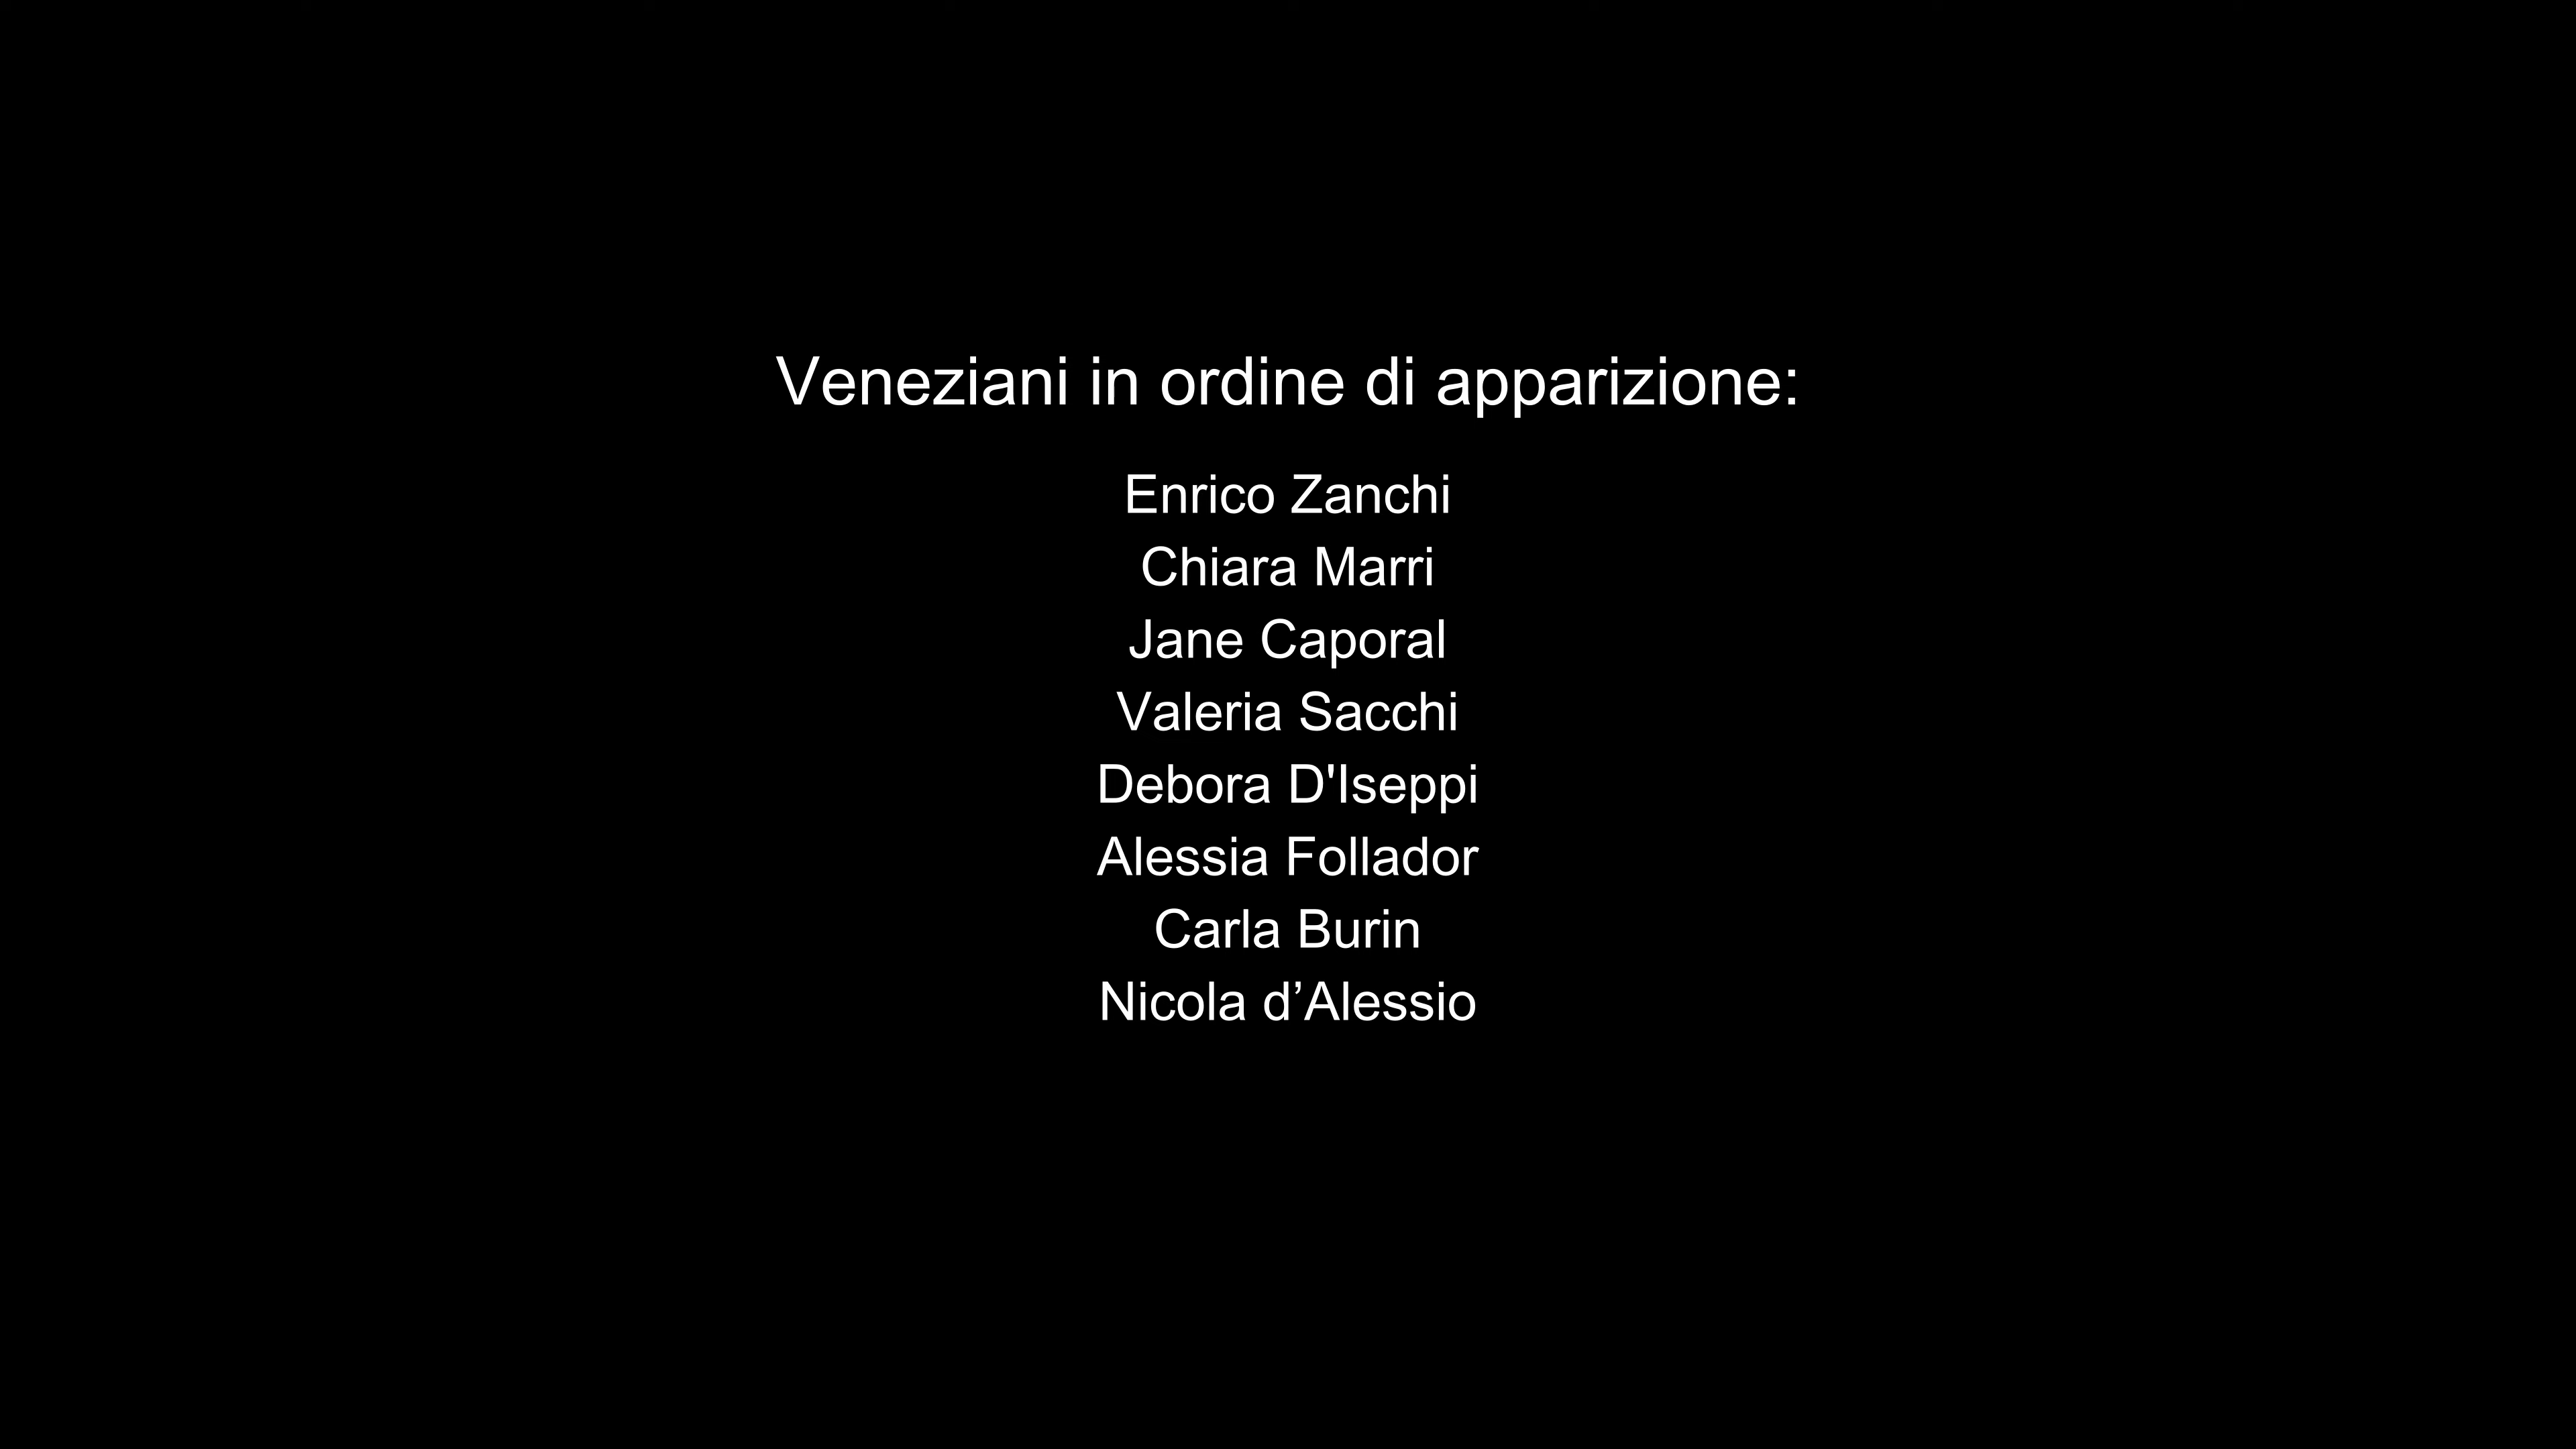 Veneziani in ordine di apparizione:
Enrico Zanchi
Chiara Marri
Jane Caporal
Valeria Sacchi
Debora D'Iseppi
Alessia Follador
Carla Burin
Nicola d’Alessio